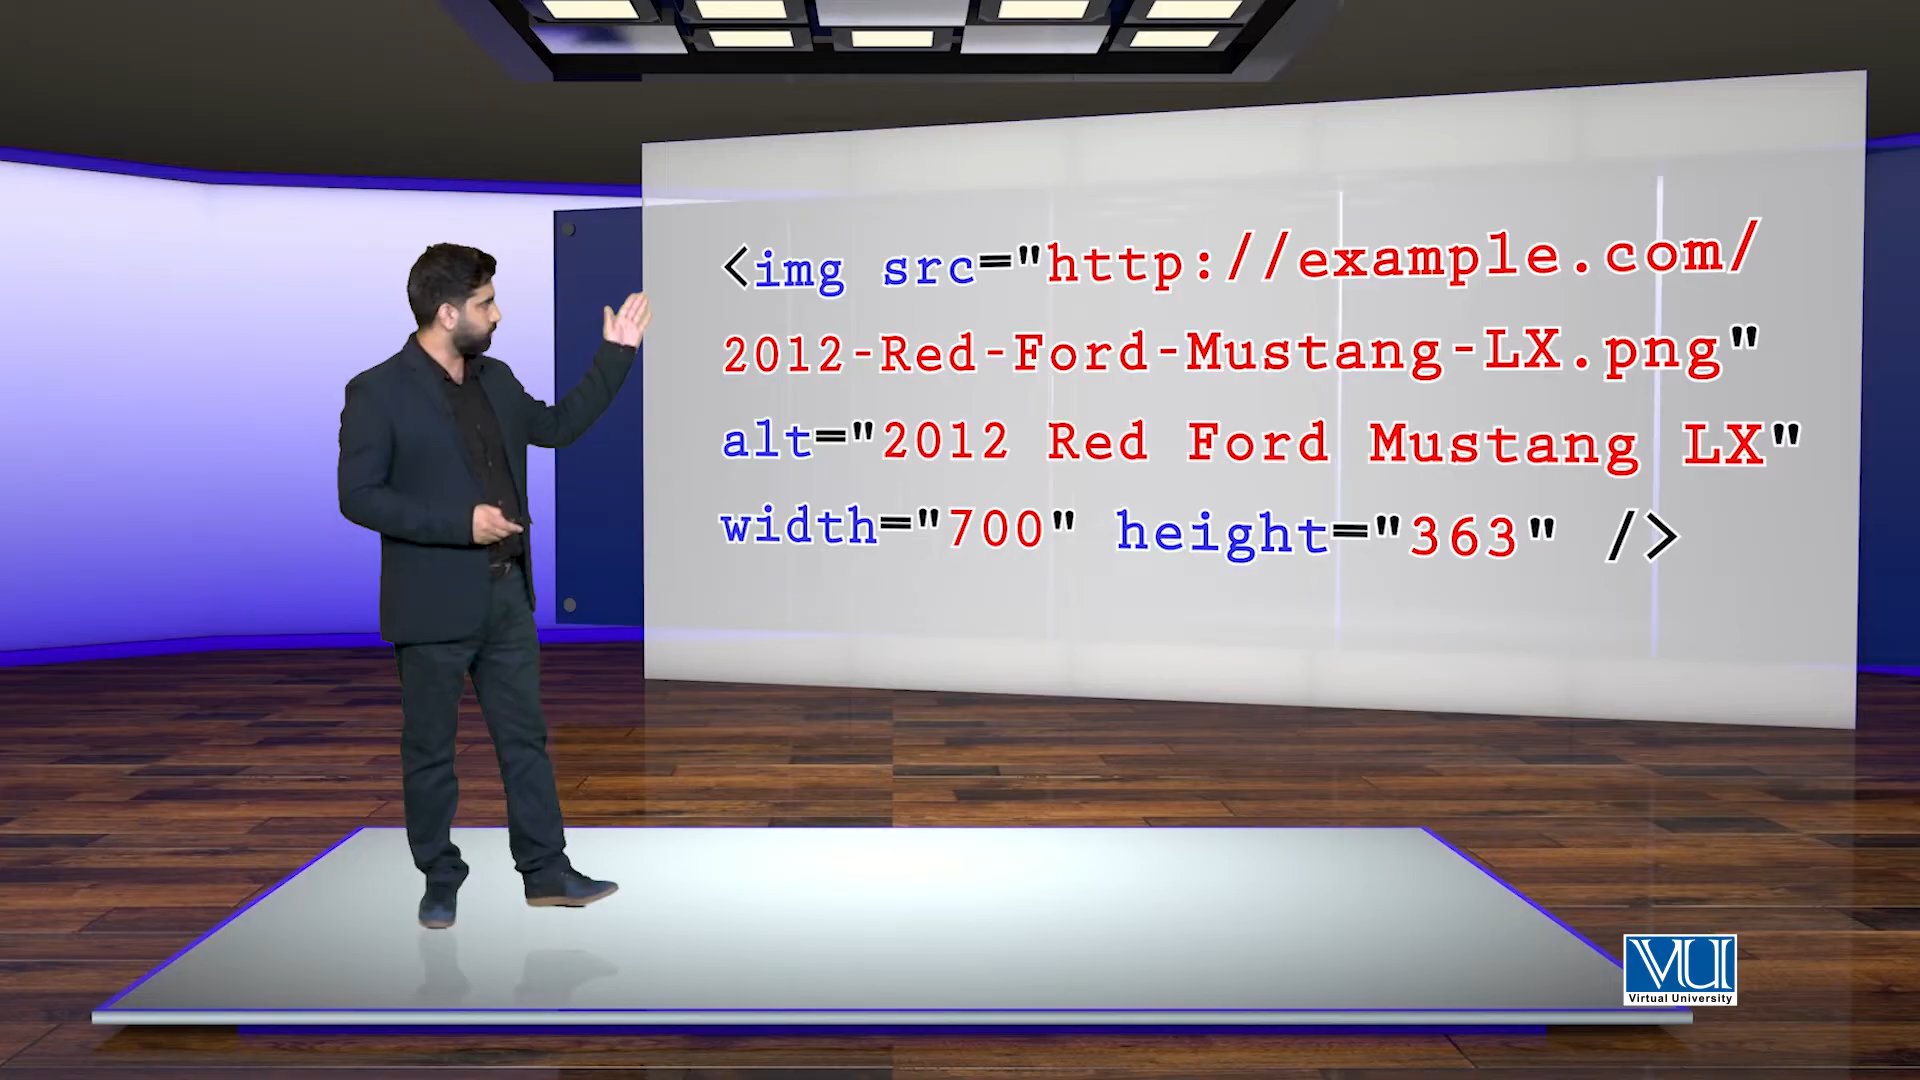 <img src="http://example.com/
2012-Red-Ford-Mustang-LX.png"
alt="2012 Red Ford Mustang LX"
width="700" height="363" />
VU
Virtual University